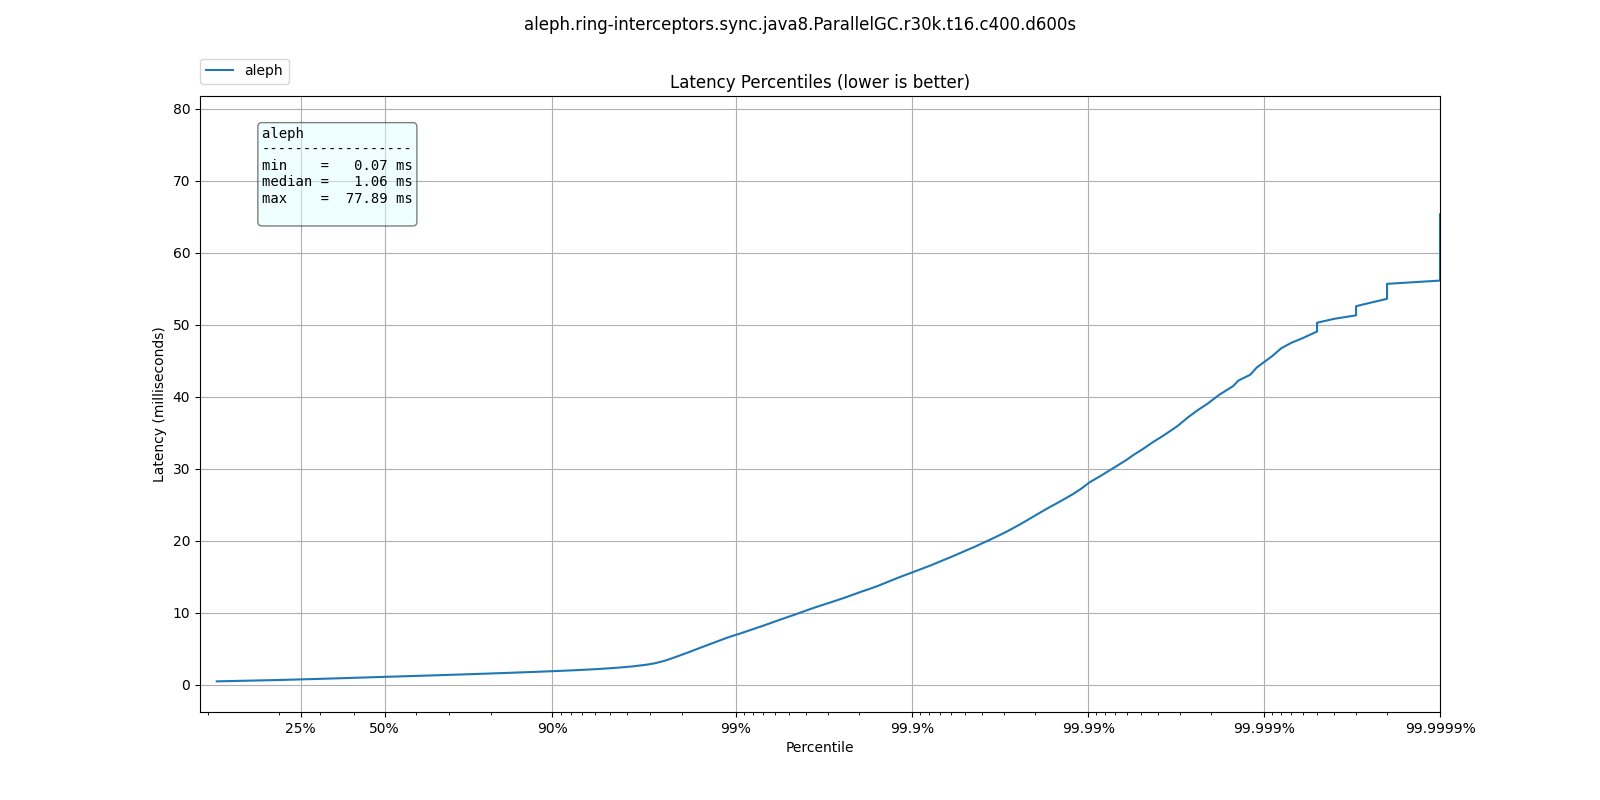 aleph.ring-interceptors.sync.java8.ParallelGC.r30k.t16.c400.d600s
aleph
Latency Percentiles (lower is better)
80
70
60
50
40
30
20
10
0
Latency (milliseconds)
aleph
------------------
min    =   0.07 ms
median =   1.06 ms
max    =  77.89 ms
25% 50% 90% 99% 99.9% 99.99% 99.999% 99.9999%
Percentile